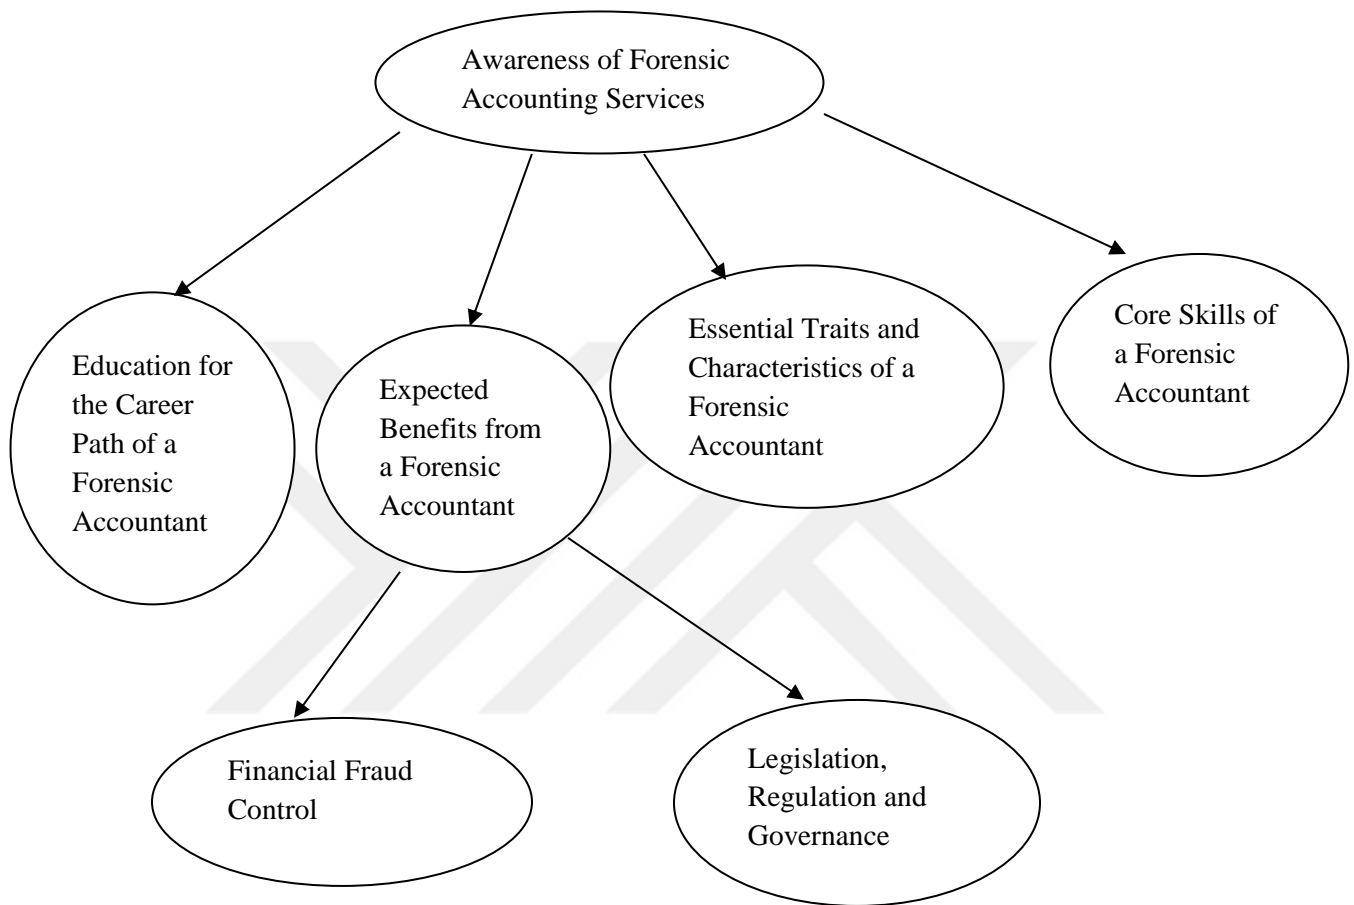 Awareness of Forensic
Accounting Services
Education for
the Career
Path of a
Forensic
Accountant
Expected
Benefits from
a Forensic
Accountant
Essential Traits and
Characteristics of a
Forensic
Accountant
Core Skills of
a Forensic
Accountant
Financial Fraud
Control
Legislation,
Regulation and
Governance